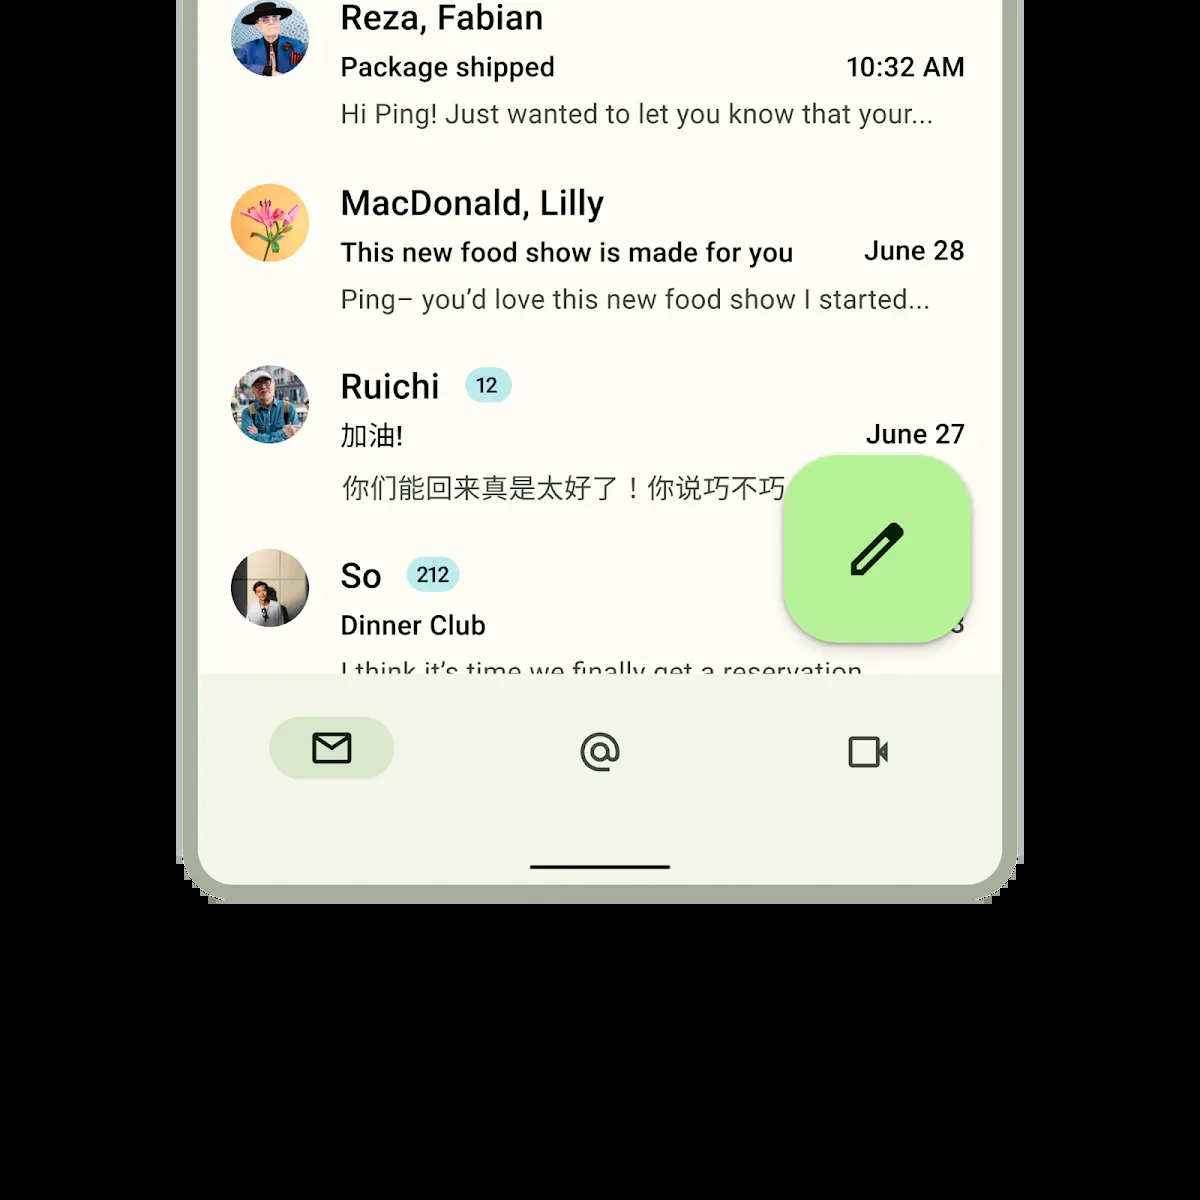 Reza, Fabian
Package shipped 10:32 AM
Hi Ping! Just wanted to let you know that your...
MacDonald, Lilly
This new food show is made for you June 28
Ping– you’d love this new food show I started...
Ruichi 12
加油! June 27
你们能回来真是太好了！你说巧不巧
So 212
Dinner Club
I think it’s time we finally get a reservation